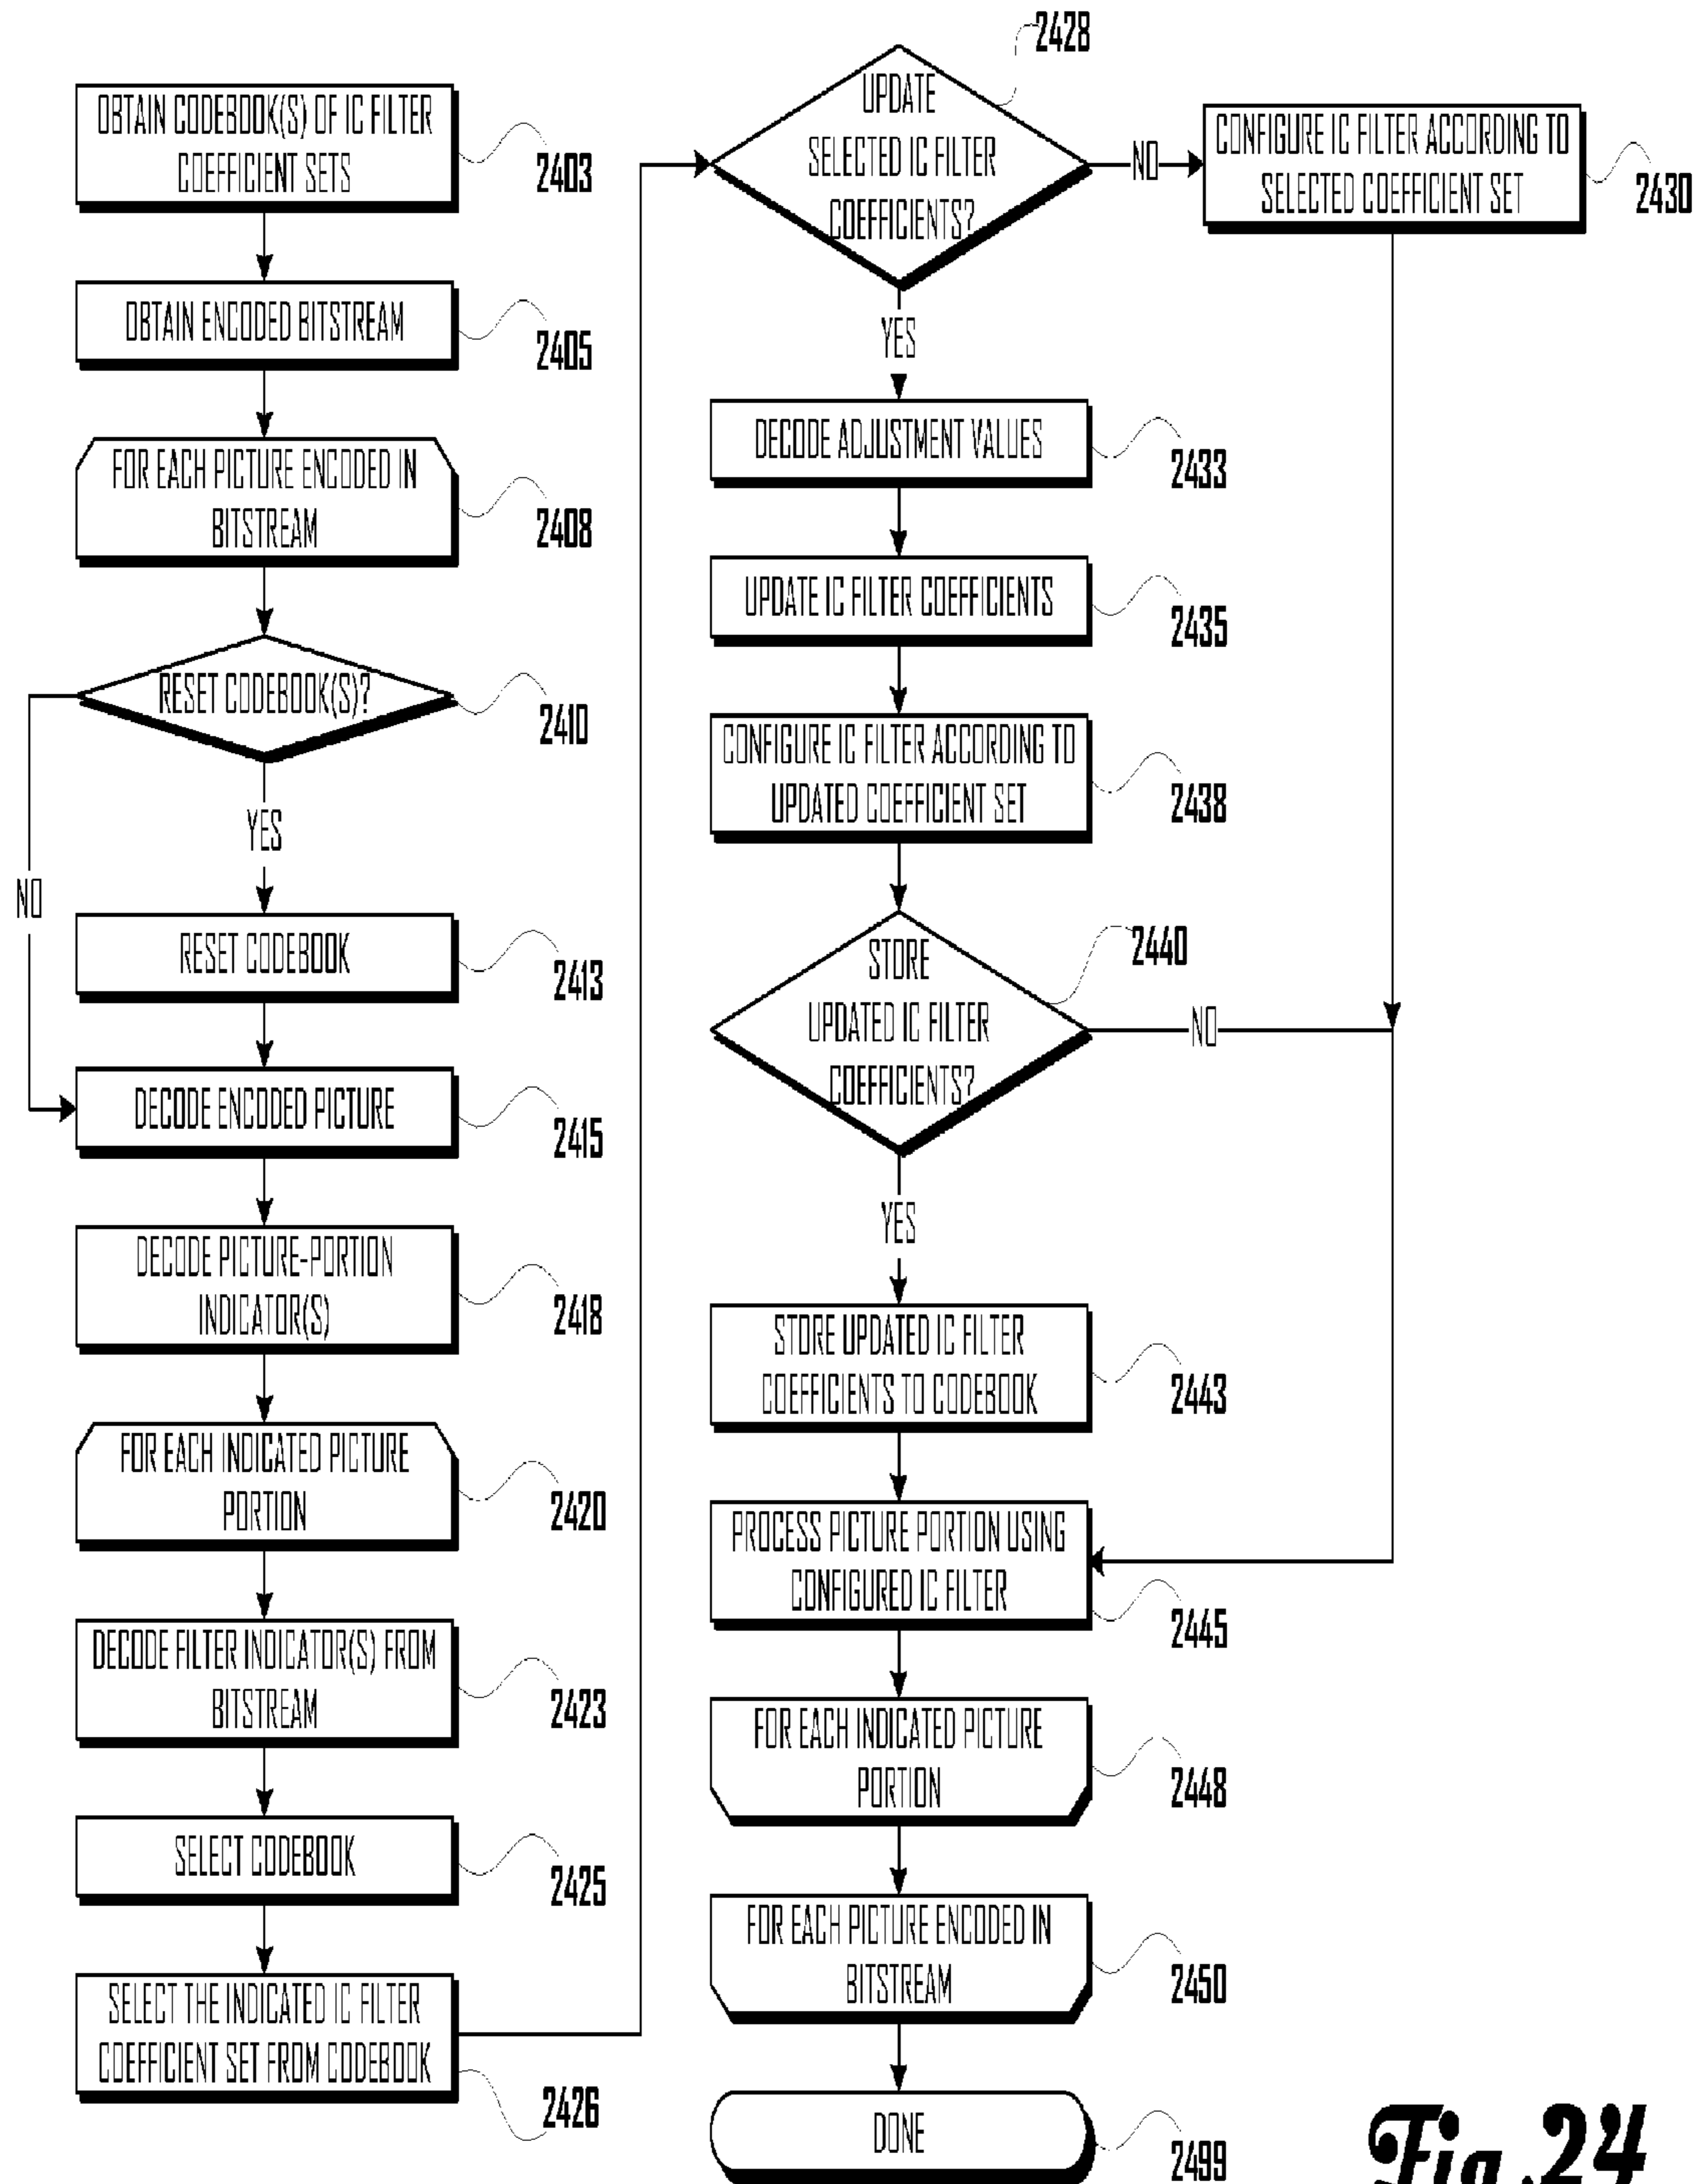 OBTAIN CODEBOOK(S) OF IC FILTER
COEFFICIENT SETS
2403
OBTAIN ENCODED BITSTREAM
2405
FOR EACH PICTURE ENCODED IN
BITSTREAM
2408
RESET CODEBOOK(S)?
2410
YES
NO
RESET CODEBOOK
2413
DECODE ENCODED PICTURE
2415
DECODE PICTURE-PORTION
INDICATOR(S)
2418
FOR EACH INDICATED PICTURE
PORTION
2420
DECODE FILTER INDICATOR(S) FROM
BITSTREAM
2423
SELECT CODEBOOK
2425
SELECT THE INDICATED IC FILTER
COEFFICIENT SET FROM CODEBOOK
2426
2428
UPDATE
SELECTED IC FILTER
COEFFICIENTS?
NO
CONFIGURE IC FILTER ACCORDING TO
SELECTED COEFFICIENT SET
2430
YES
DECODE ADJUSTMENT VALUES
2433
UPDATE IC FILTER COEFFICIENTS
2435
CONFIGURE IC FILTER ACCORDING TO
UPDATED COEFFICIENT SET
2438
2440
STORE
UPDATED IC FILTER
COEFFICIENTS?
NO
YES
STORE UPDATED IC FILTER
COEFFICIENTS TO CODEBOOK
2443
PROCESS PICTURE PORTION USING
CONFIGURED IC FILTER
2445
FOR EACH INDICATED PICTURE
PORTION
2448
FOR EACH PICTURE ENCODED IN
BITSTREAM
2450
DONE
2499
Fig.24